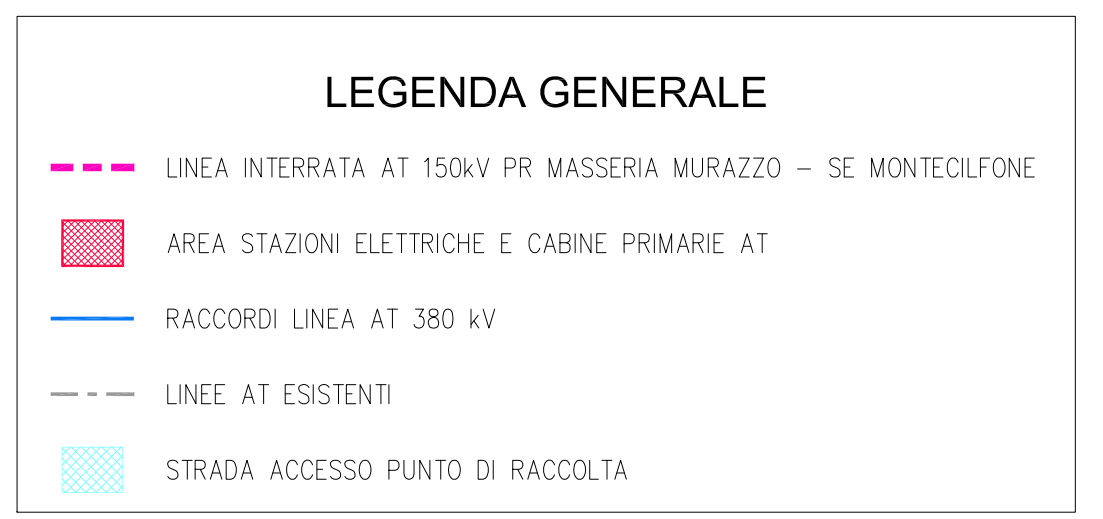 LEGENDA GENERALE
LINEA INTERRATA AT 150kV PR MASSERIA MURAZZO – SE MONTECILFONE
AREA STAZIONI ELETTRICHE E CABINE PRIMARIE AT
RACCORDI LINEA AT 380 kV
LINEE AT ESISTENTI
STRADA ACCESSO PUNTO DI RACCOLTA